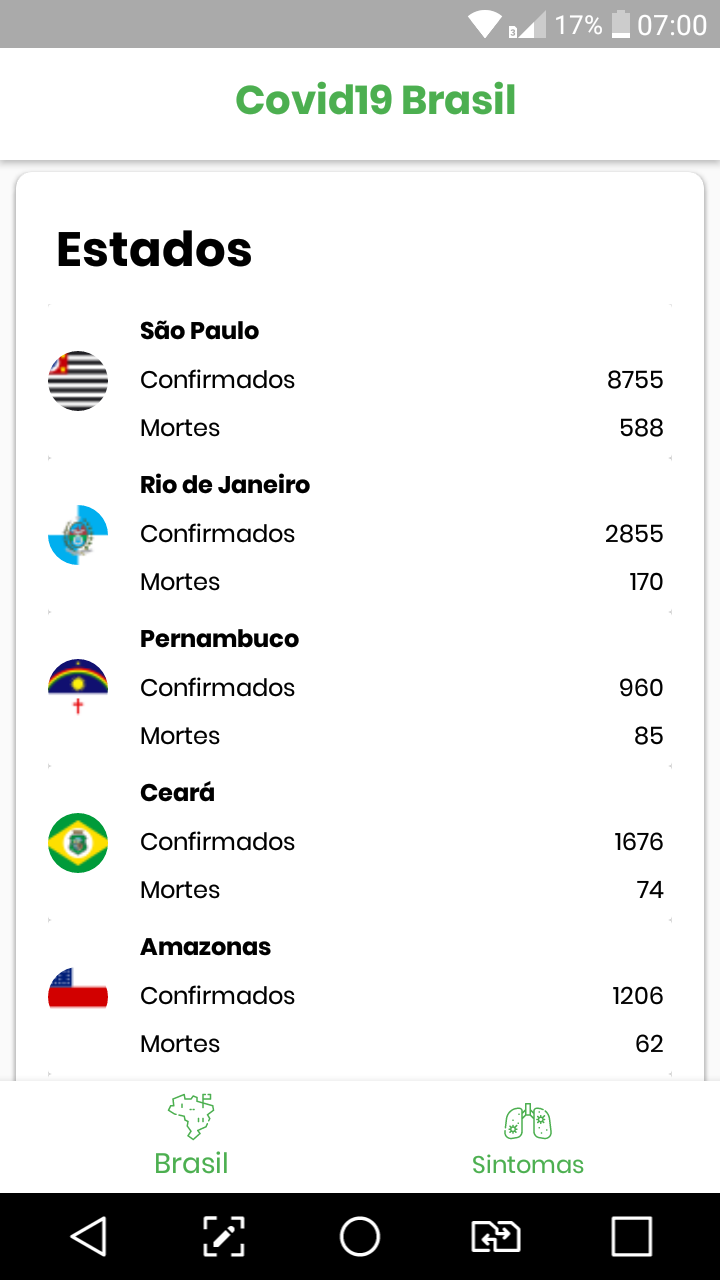 17% 07:00
Covid19 Brasil
Estados
São Paulo
Confirmados 8755
Mortes 588
Rio de Janeiro
Confirmados 2855
Mortes 170
Pernambuco
Confirmados 960
Mortes 85
Ceará
Confirmados 1676
Mortes 74
Amazonas
Confirmados 1206
Mortes 62
Brasil Sintomas